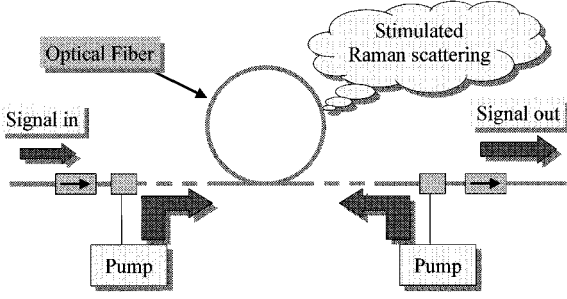 Stimulated
Raman scattering
Optical Fiber
Signal in
Signal out
Pump
Pump